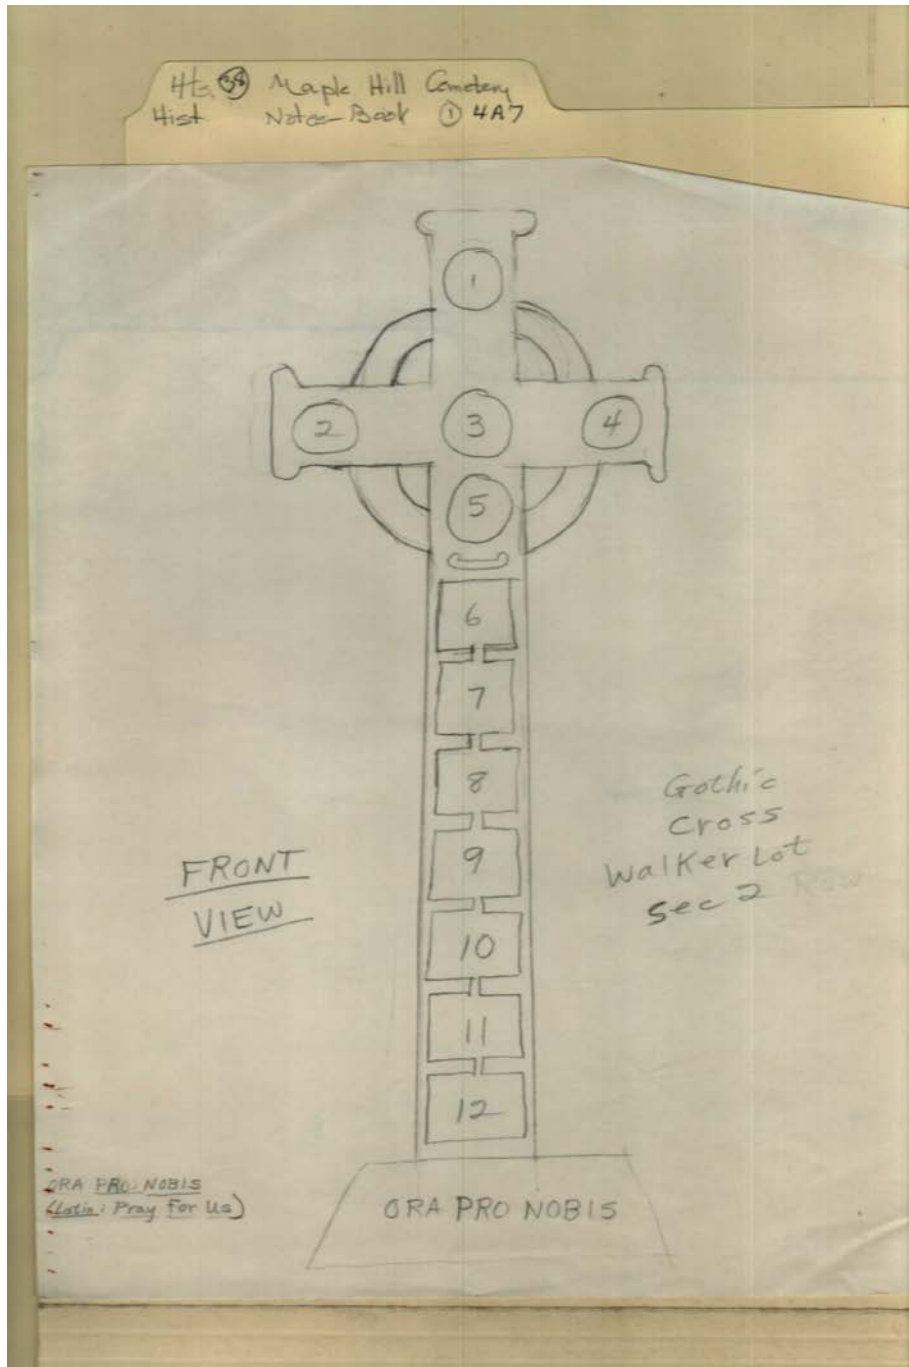 Hts. 38 Maple Hill Cemetery
Hist Notes-Book 1 4A7
1
2 3 4
5
6
7
8
9
10
11
12
FRONT
VIEW
Gothic
Cross
Walker Lot
Sec 2 Row
ORA PRO NOBIS
(Latin: Pray For Us)
ORA PRO NOBIS